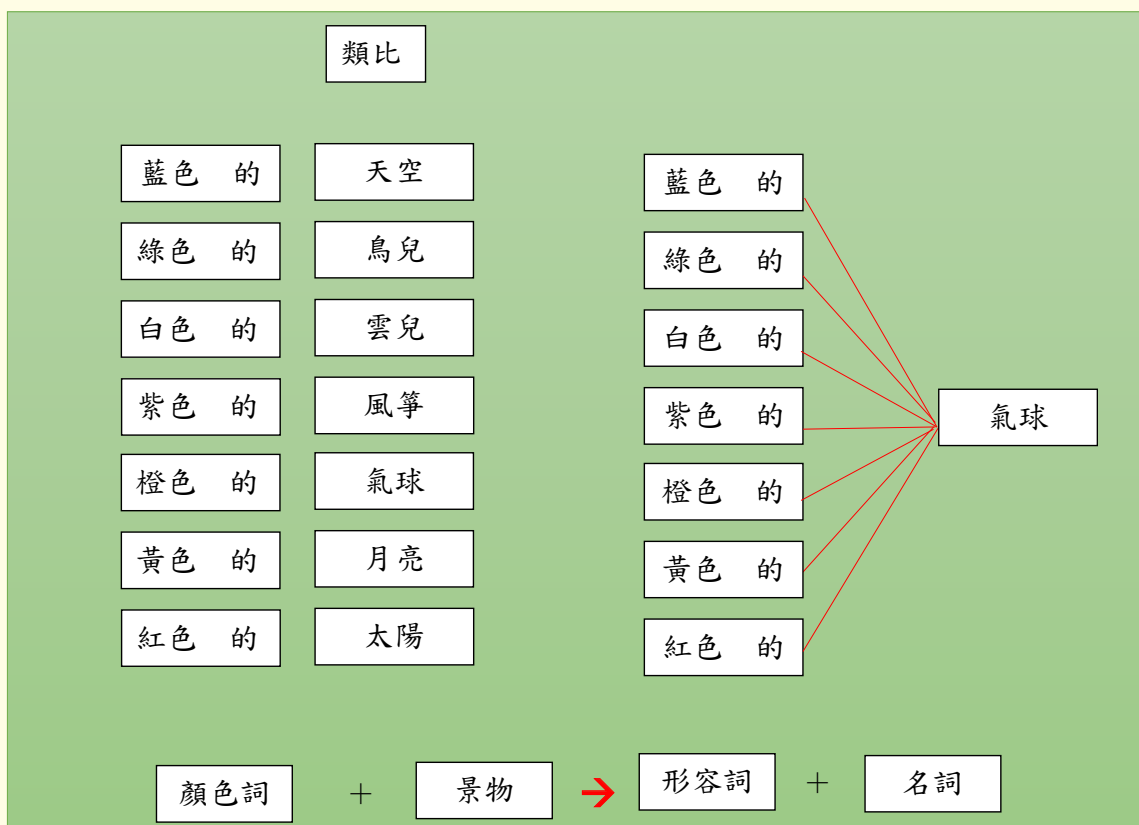 類比
藍色 的 天空
綠色 的 鳥兒
白色 的 雲兒
紫色 的 風箏
橙色 的 氣球
黃色 的 月亮
紅色 的 太陽
藍色 的
綠色 的
白色 的
紫色 的
橙色 的
黃色 的
紅色 的
氣球
顏色詞 + 景物 → 形容詞 + 名詞